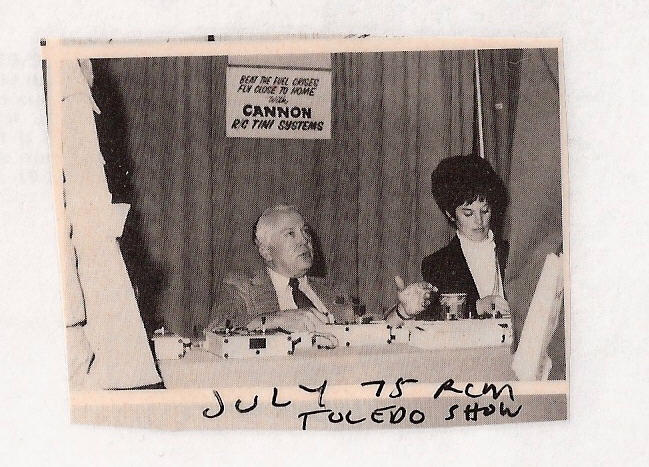 BEAT THE FUEL CRISES
FLY CLOSE TO HOME
With
CANNON
R/C TINI SYSTEMS
JULY 75 RCM
TOLEDO SHOW